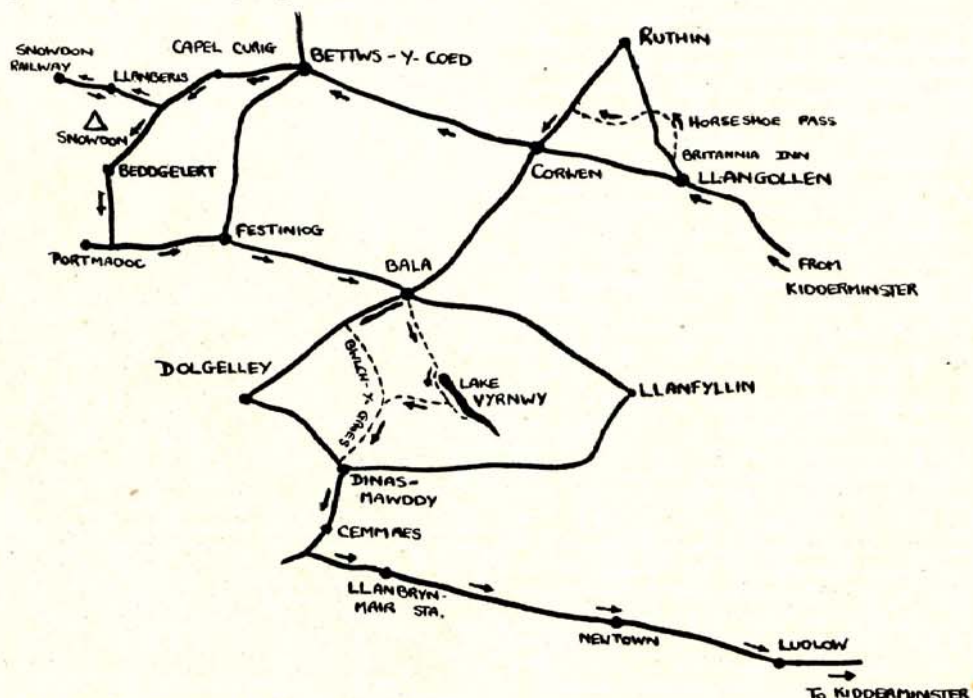 SNOWDON
RAILWAY
LLANBERIS
CAPEL CURIG
BETTWS-Y-COED
RUTHIN
SNOWDON
HORSESHOE PASS
BRITANNIA INN
BEDDGELERT
CORWEN
LLANGOLLEN
FESTINIOG
PORTMADOC
BALA
FROM
KIDDERMINSTER
DOLGELLEY
BWLCH-Y-GROES
LAKE
VYRNWY
LLANFYLLIN
DINAS-
MAWDDY
CEMMAES
LLANBRYN-
MAIR STA.
NEWTOWN
LUDLOW
TO KIDDERMINSTER